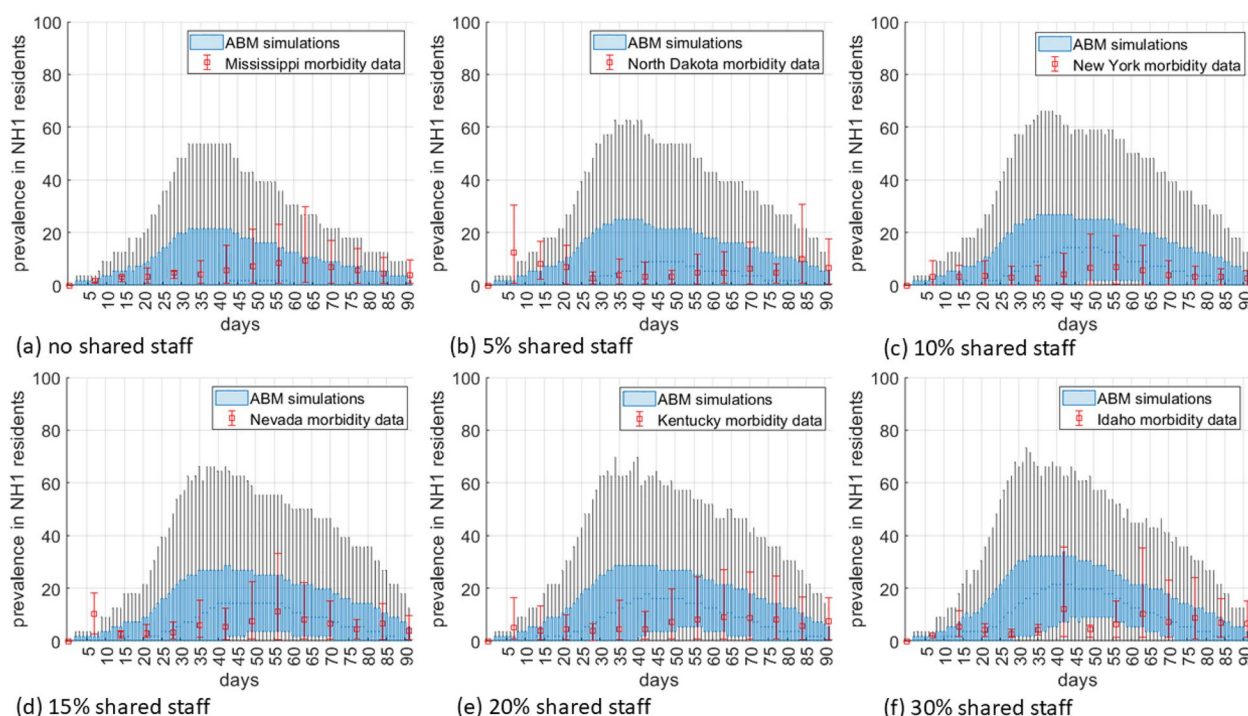 100
80
60
40
20
0
prevalence in NH1 residents
ABM simulations
Mississippi morbidity data
5 10 15 20 25 30 35 40 45 50 55 60 65 70 75 80 85 90
days
(a) no shared staff
100
80
60
40
20
0
prevalence in NH1 residents
ABM simulations
North Dakota morbidity data
5 10 15 20 25 30 35 40 45 50 55 60 65 70 75 80 85 90
days
(b) 5% shared staff
100
80
60
40
20
0
prevalence in NH1 residents
ABM simulations
New York morbidity data
5 10 15 20 25 30 35 40 45 50 55 60 65 70 75 80 85 90
days
(c) 10% shared staff
100
80
60
40
20
0
prevalence in NH1 residents
ABM simulations
Nevada morbidity data
5 10 15 20 25 30 35 40 45 50 55 60 65 70 75 80 85 90
days
(d) 15% shared staff
100
80
60
40
20
0
prevalence in NH1 residents
ABM simulations
Kentucky morbidity data
5 10 15 20 25 30 35 40 45 50 55 60 65 70 75 80 85 90
days
(e) 20% shared staff
100
80
60
40
20
0
prevalence in NH1 residents
ABM simulations
Idaho morbidity data
5 10 15 20 25 30 35 40 45 50 55 60 65 70 75 80 85 90
days
(f) 30% shared staff